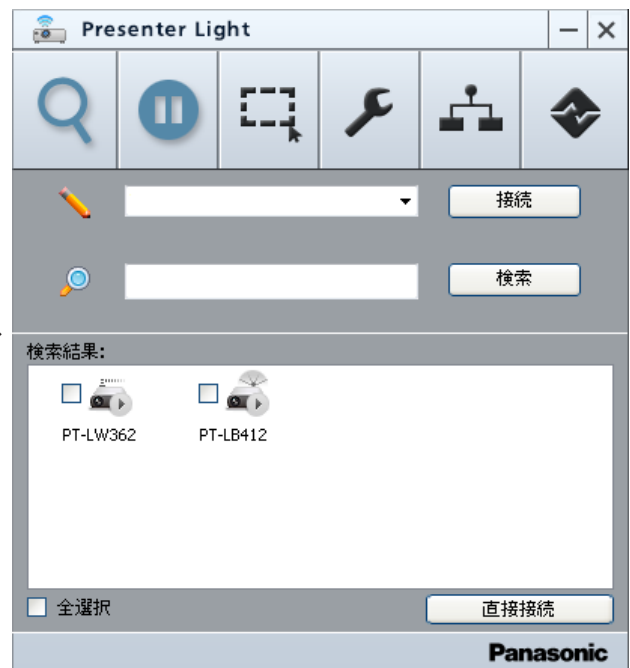 Presenter Light
接続
検索
検索結果:
PT-LW362
PT-LB412
全選択
直接接続
Panasonic